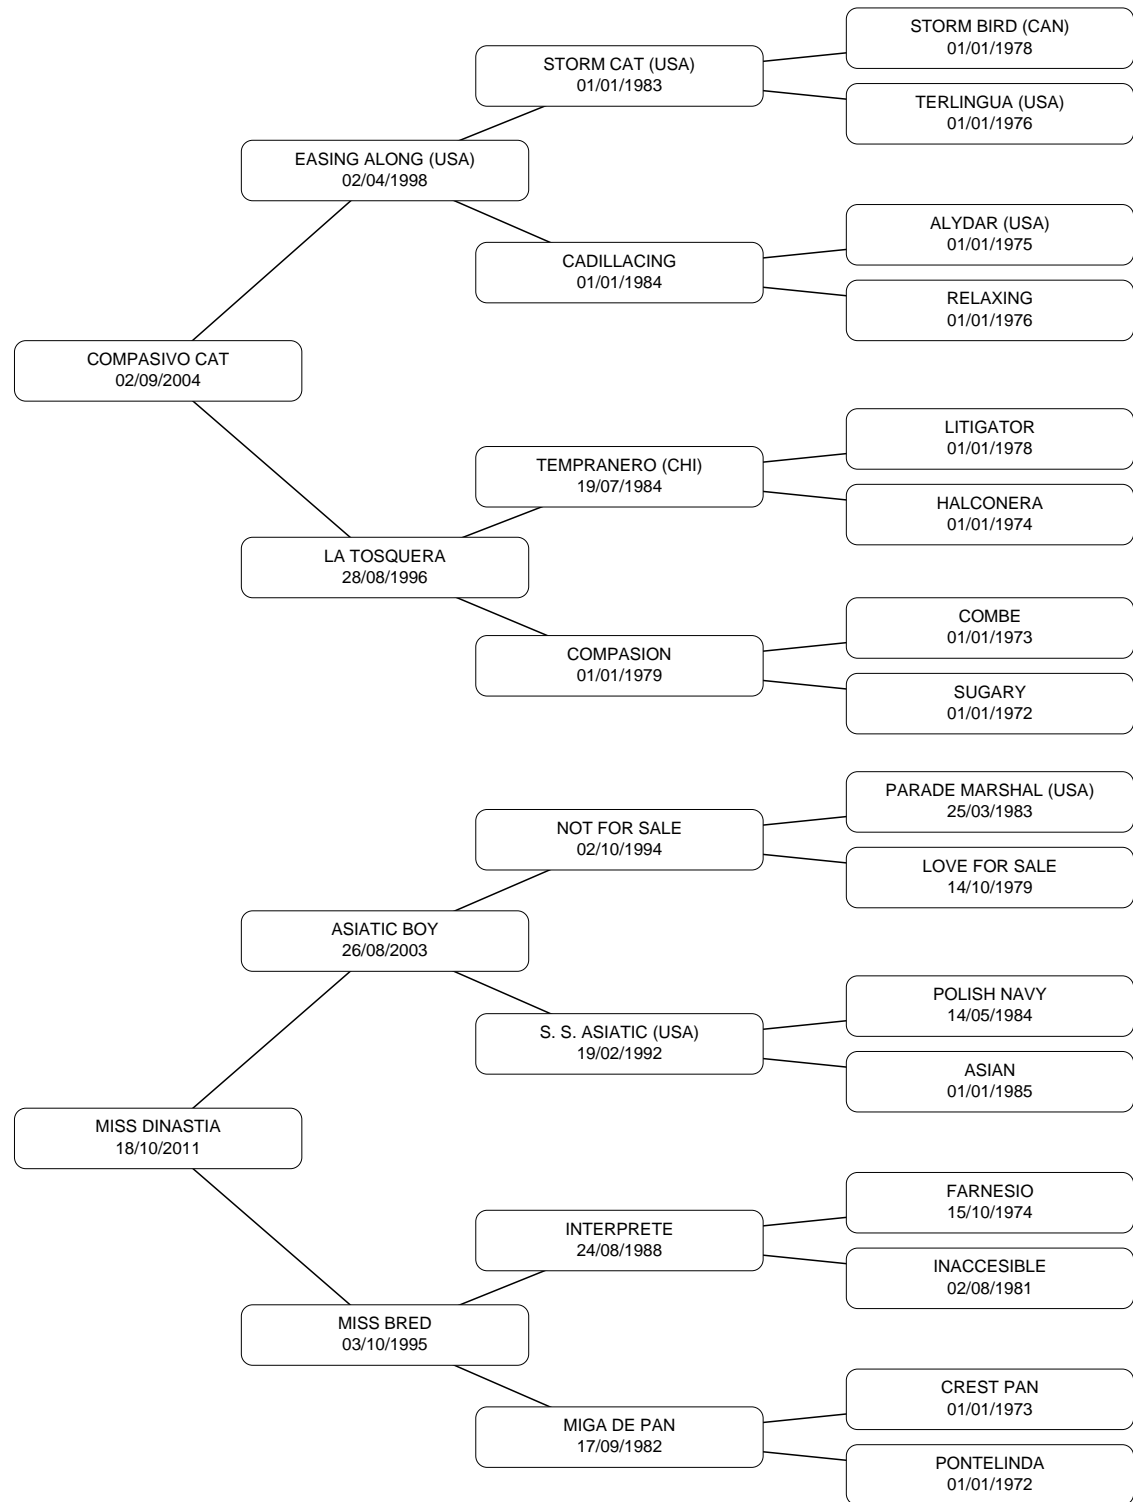 STORM BIRD (CAN)
01/01/1978
STORM CAT (USA)
01/01/1983
TERLINGUA (USA)
01/01/1976
EASING ALONG (USA)
02/04/1998
ALYDAR (USA)
01/01/1975
CADILLACING
01/01/1984
RELAXING
01/01/1976
COMPASIVO CAT
02/09/2004
LITIGATOR
01/01/1978
TEMPRANERO (CHI)
19/07/1984
HALCONERA
01/01/1974
LA TOSQUERA
28/08/1996
COMBE
01/01/1973
COMPASION
01/01/1979
SUGARY
01/01/1972
PARADE MARSHAL (USA)
25/03/1983
NOT FOR SALE
02/10/1994
LOVE FOR SALE
14/10/1979
ASIATIC BOY
26/08/2003
POLISH NAVY
14/05/1984
S. S. ASIATIC (USA)
19/02/1992
ASIAN
01/01/1985
MISS DINASTIA
18/10/2011
FARNESIO
15/10/1974
INTERPRETE
24/08/1988
INACCESIBLE
02/08/1981
MISS BRED
03/10/1995
CREST PAN
01/01/1973
MIGA DE PAN
17/09/1982
PONTELINDA
01/01/1972